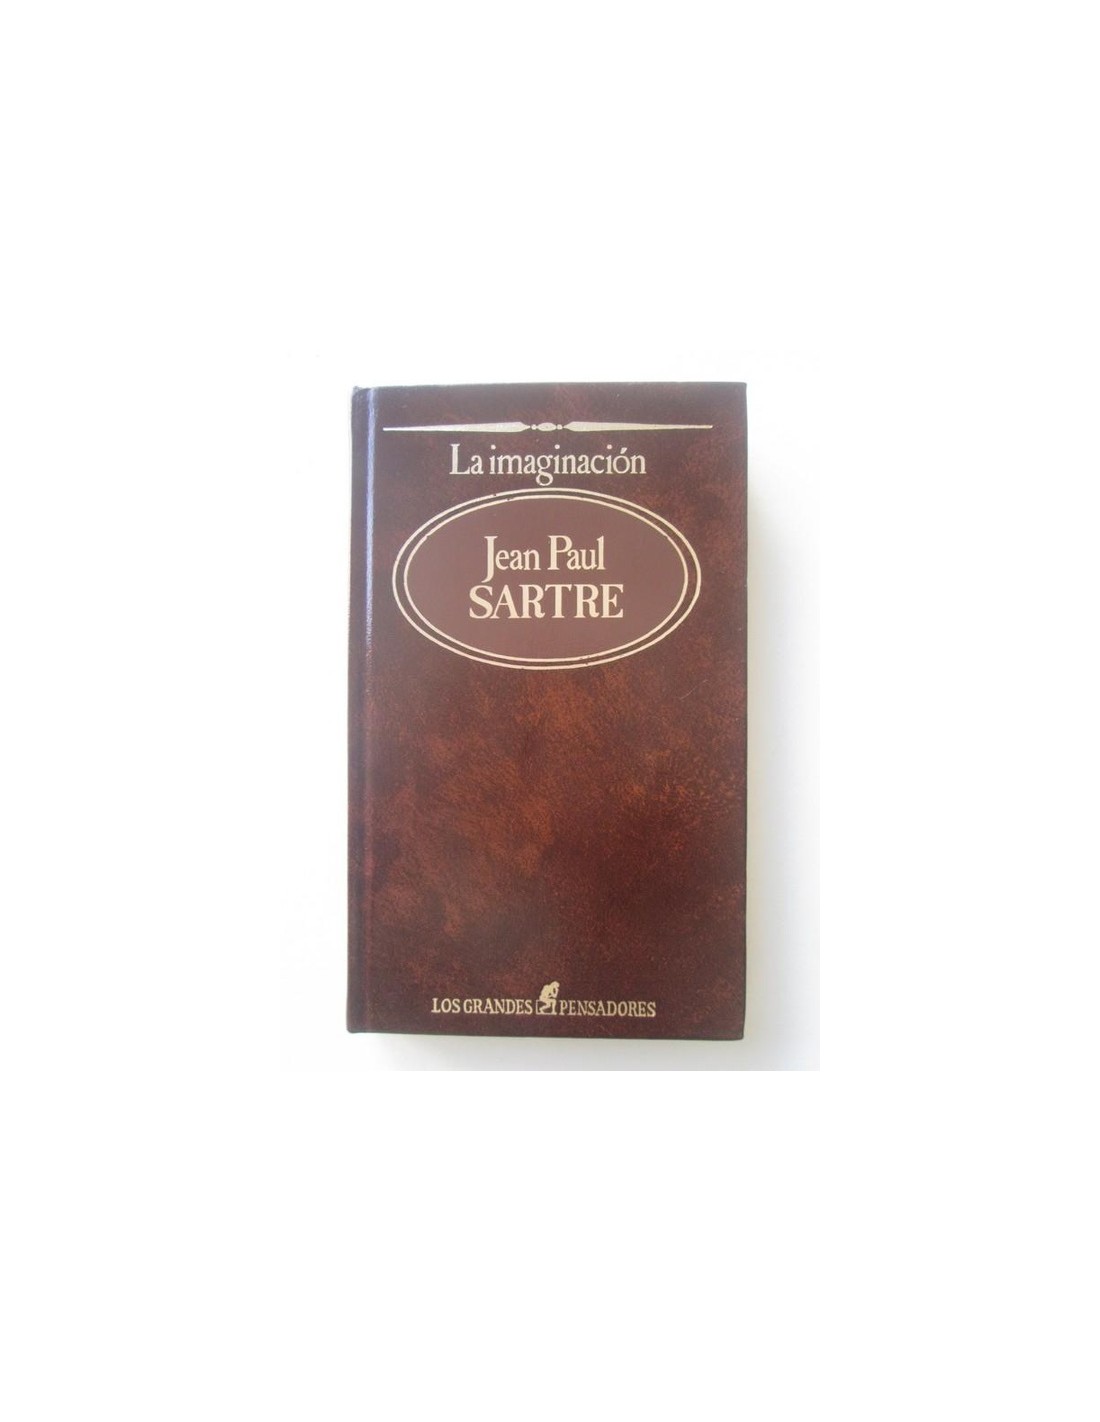 La imaginación
Jean Paul
SARTRE
LOS GRANDES PENSADORES